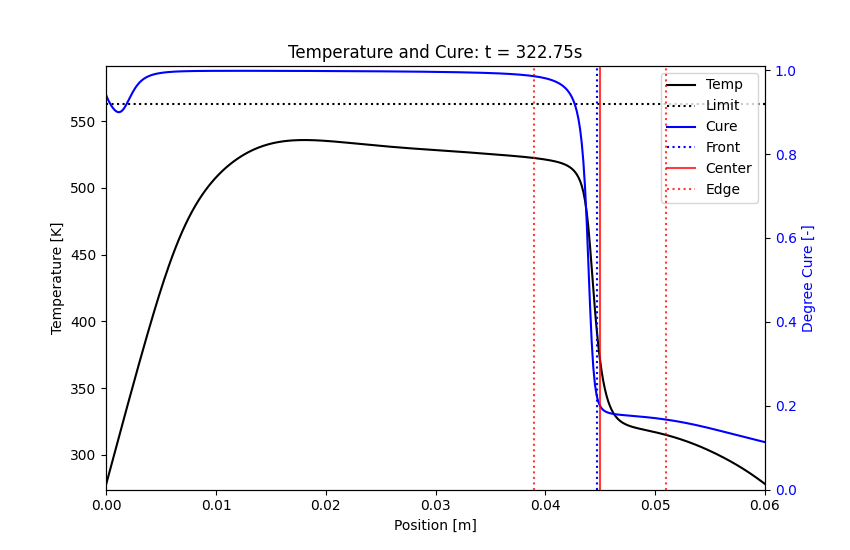 Temperature and Cure: t = 322.75s
Temperature [K]
550
500
450
400
350
300
Temp
Limit
Cure
Front
Center
Edge
1.0
0.8
0.6
0.4
0.2
0.0
Degree Cure [-]
0.00 0.01 0.02 0.03 0.04 0.05 0.06
Position [m]